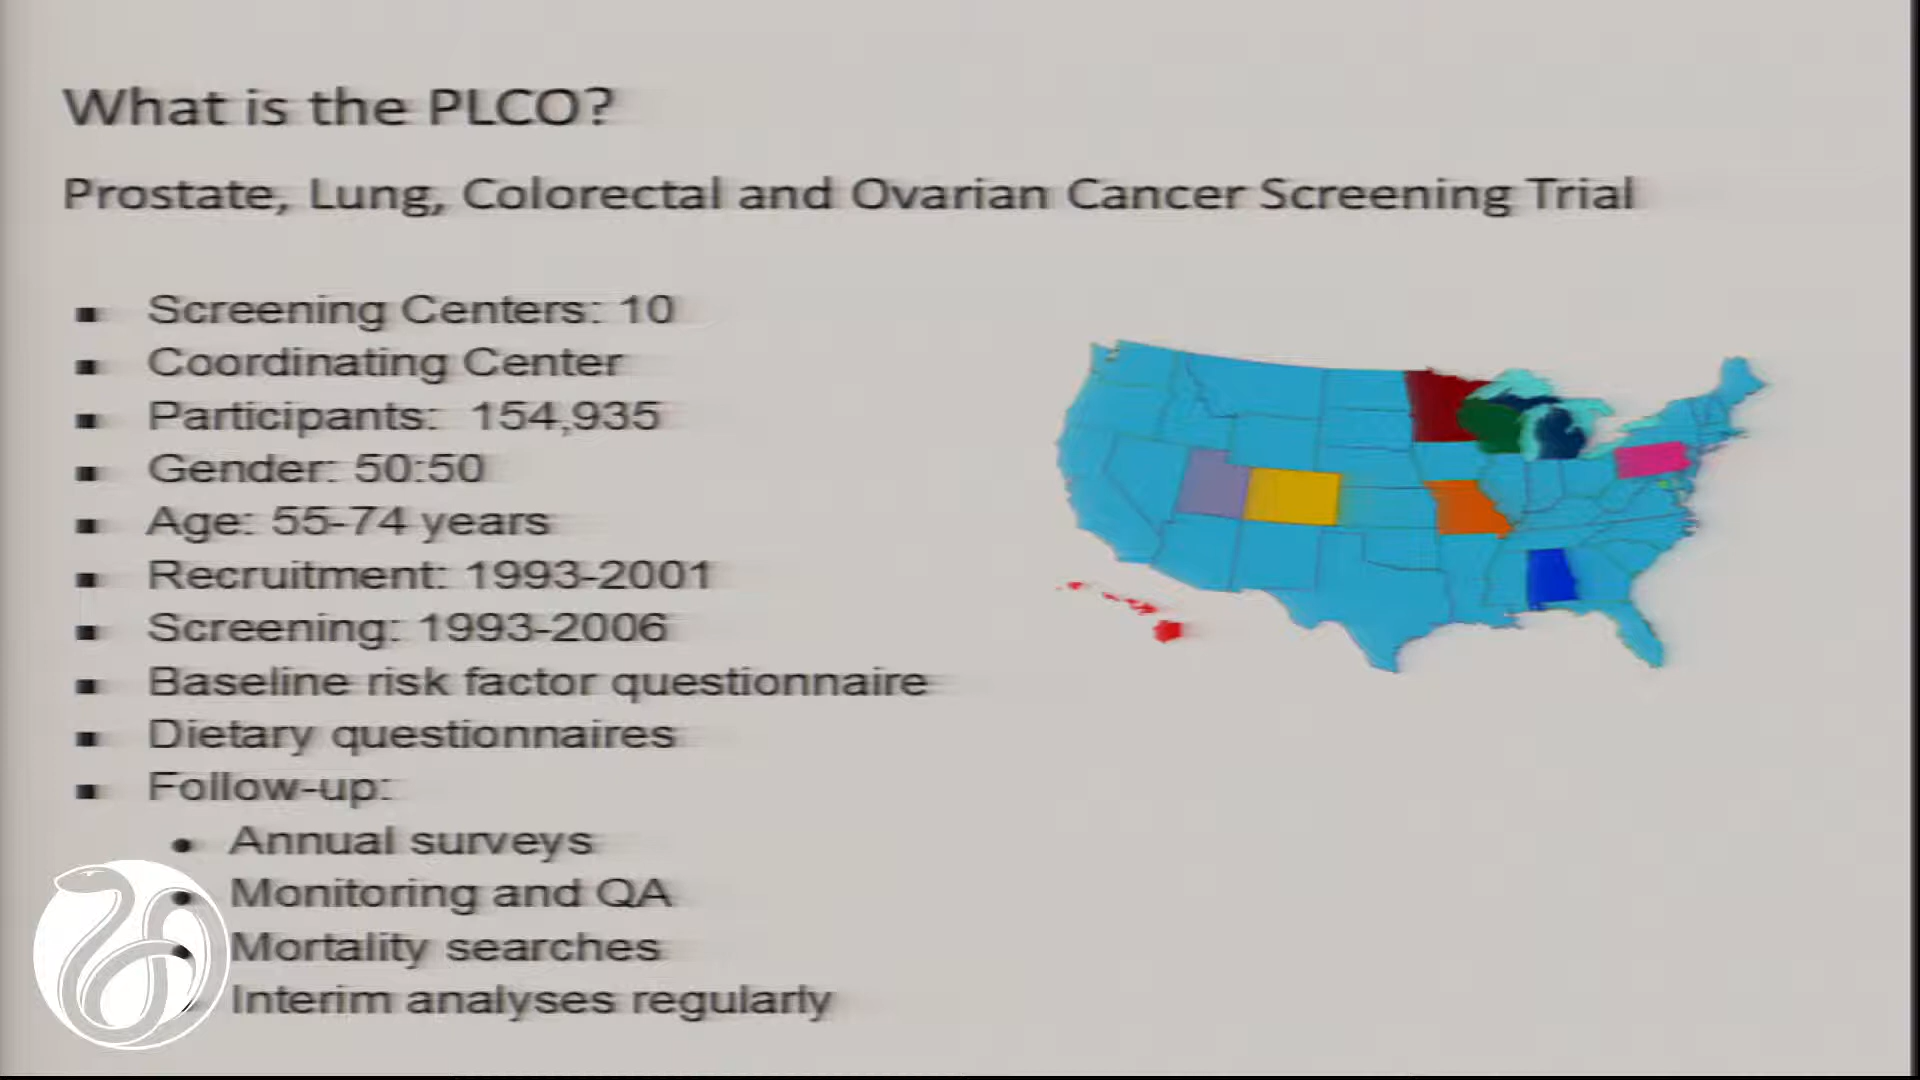 What is the PLCO?
Prostate, Lung, Colorectal and Ovarian Cancer Screening Trial
Screening Centers: 10
Coordinating Center
Participants: 154,935
Gender: 50:50
Age: 55-74 years
Recruitment: 1993-2001
Screening: 1993-2006
Baseline risk factor questionnaire
Dietary questionnaires
Follow-up:
Annual surveys
Monitoring and QA
Mortality searches
Interim analyses regularly